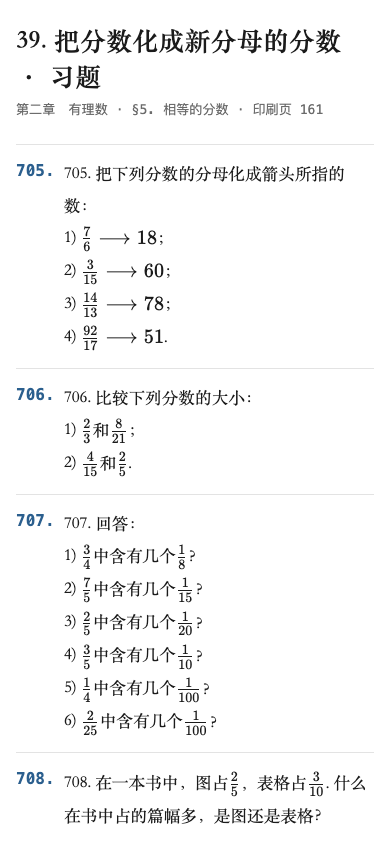 39. 把分数化成新分母的分数
· 习题
第二章 有理数 · §5. 相等的分数 · 印刷页 161
705. 705. 把下列分数的分母化成箭头所指的
数：
1) 7/6 ⟶ 18;
2) 3/15 ⟶ 60;
3) 14/13 ⟶ 78;
4) 92/17 ⟶ 51.
706. 706. 比较下列分数的大小：
1) 2/3和8/21；
2) 4/15和2/5.
707. 707. 回答：
1) 3/4中含有几个1/8？
2) 7/5中含有几个1/15？
3) 2/5中含有几个1/20？
4) 3/5中含有几个1/10？
5) 1/4中含有几个1/100？
6) 2/25中含有几个1/100？
708. 708. 在一本书中，图占2/5，表格占3/10. 什么
在书中占的篇幅多，是图还是表格？